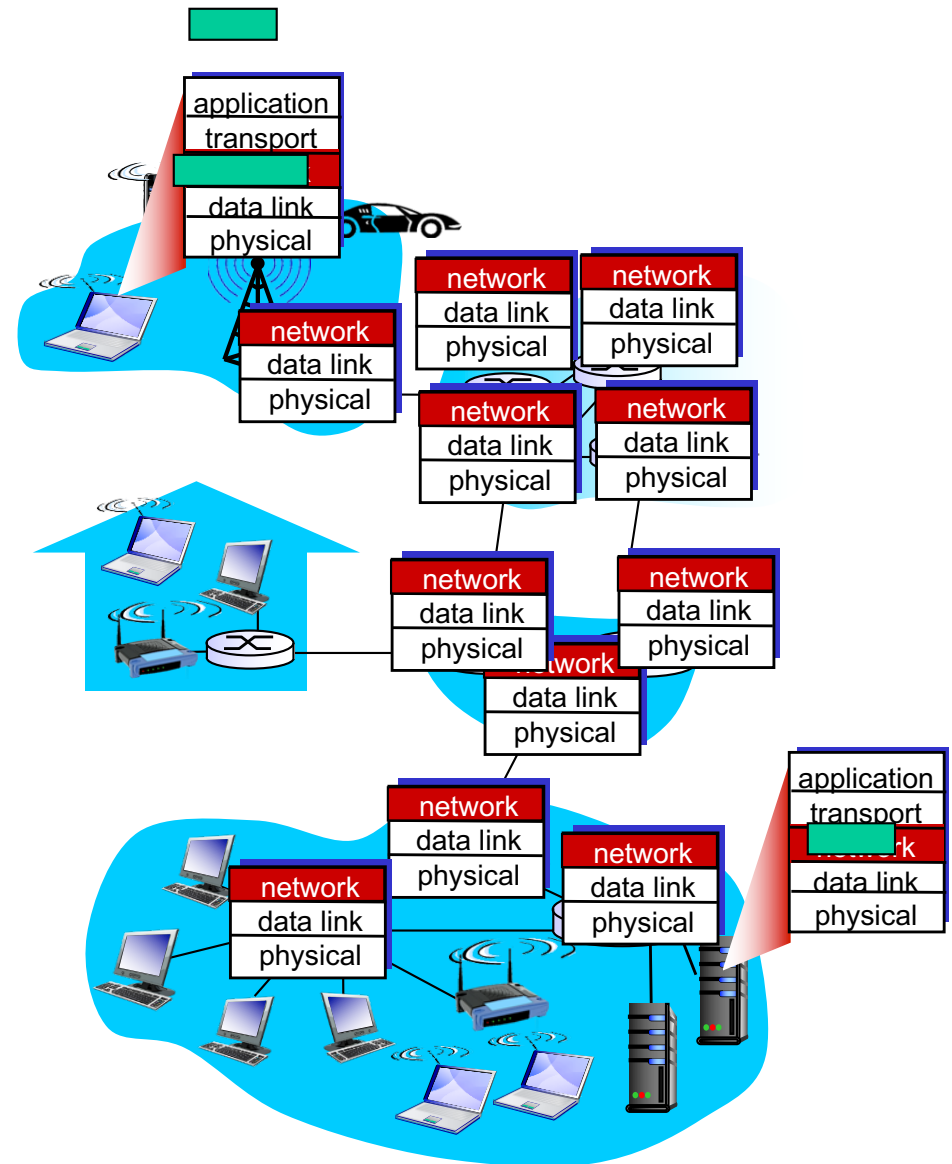 application
transport
data link
physical
network
data link
physical
network
data link
physical
network
data link
physical
network
data link
physical
network
data link
physical
network
data link
physical
network
data link
physical
network
data link
physical
application
transport
network
data link
physical
network
data link
physical
network
data link
physical
network
data link
physical